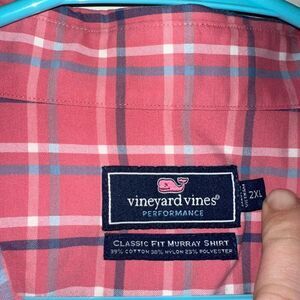 vineyard vines®
PERFORMANCE
2XL
CLASSIC FIT MURRAY SHIRT
39% COTTON 38% NYLON 23% POLYESTER